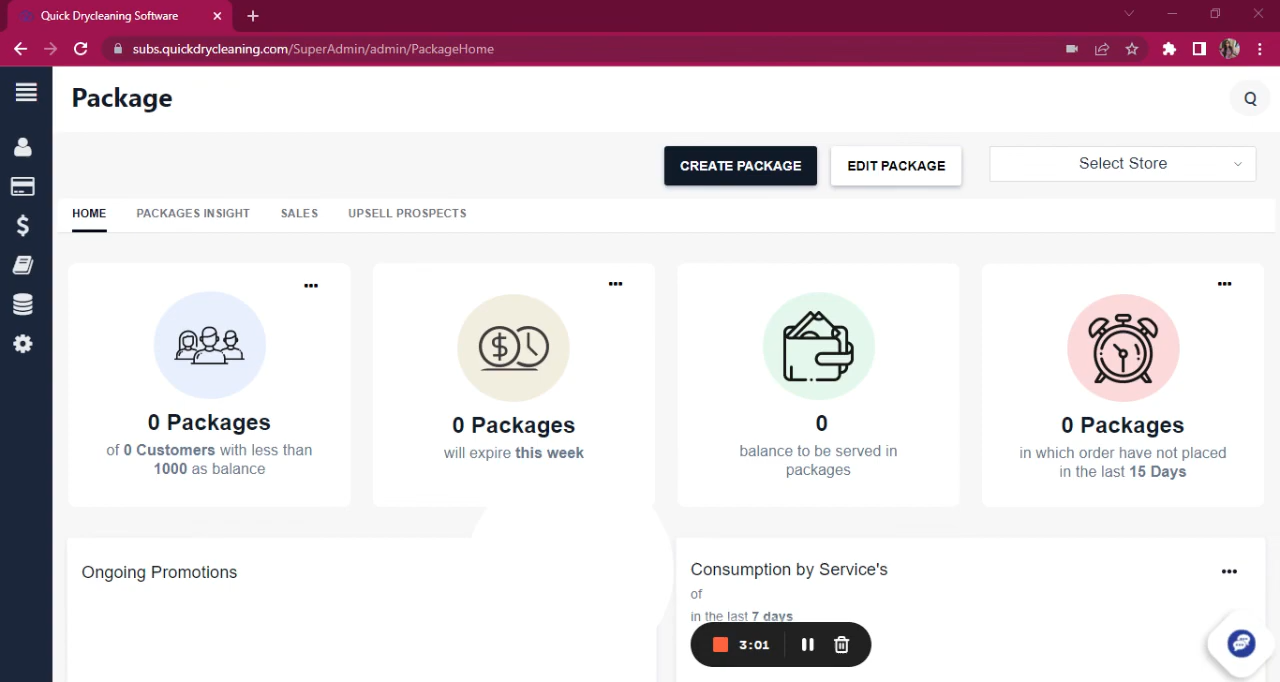 Quick Drycleaning Software
subs.quickdrycleaning.com/SuperAdmin/admin/PackageHome
Package
Q
CREATE PACKAGE
EDIT PACKAGE
Select Store
HOME
PACKAGES INSIGHT
SALES
UPSELL PROSPECTS
0 Packages
of 0 Customers with less than
1000 as balance
0 Packages
will expire this week
0
balance to be served in
packages
0 Packages
in which order have not placed
in the last 15 Days
Ongoing Promotions
Consumption by Service's
of
in the last 7 days
3:01